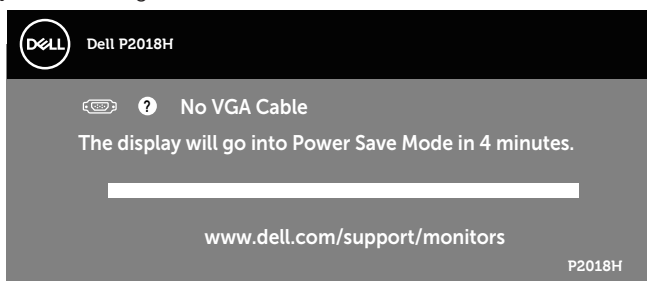 DELL
Dell P2018H
? No VGA Cable
The display will go into Power Save Mode in 4 minutes.
www.dell.com/support/monitors
P2018H